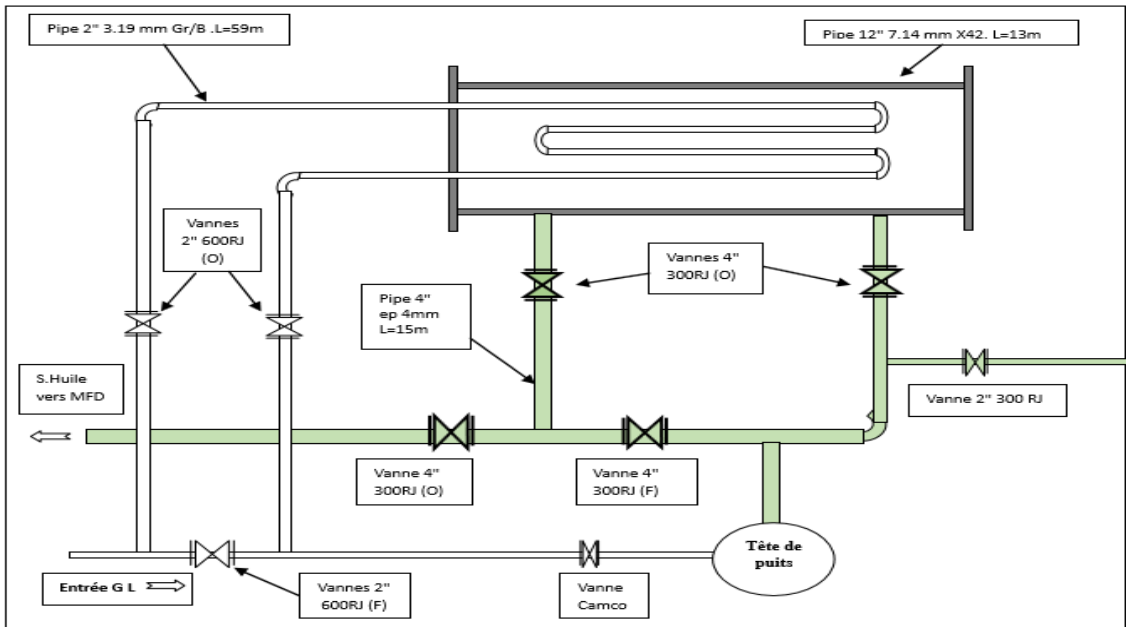 Pipe 2" 3.19 mm Gr/B .L=59m
Pipe 12" 7.14 mm X42. L=13m
Vannes
2" 600RJ
(O)
Vannes 4"
300RJ (O)
Pipe 4"
ep 4mm
L=15m
S.Huile
vers MFD
Vanne 2" 300 RJ
Vanne 4"
300RJ (O)
Vanne 4"
300RJ (F)
Tête de
puits
Entrée G L
Vannes 2"
600RJ (F)
Vanne
Camco